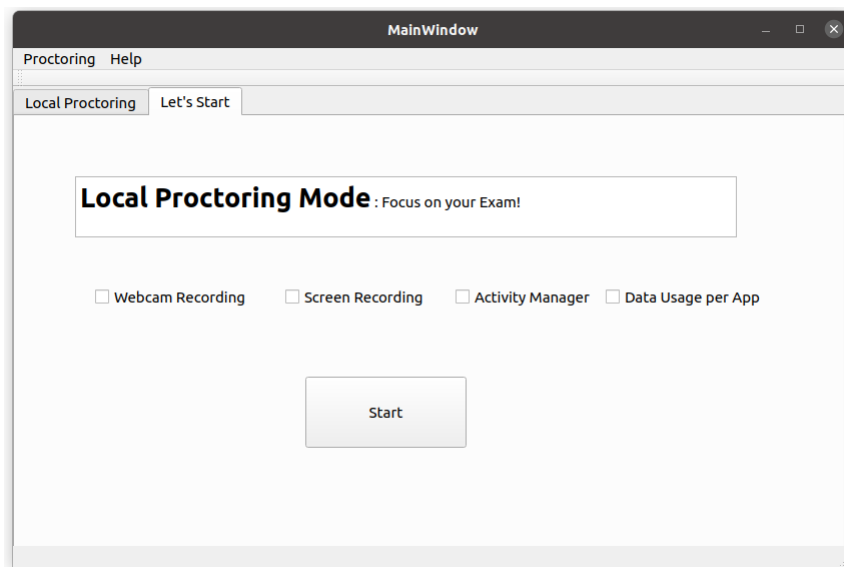 MainWindow
Proctoring Help
Local Proctoring Let's Start
Local Proctoring Mode : Focus on your Exam!
Webcam Recording Screen Recording Activity Manager Data Usage per App
Start